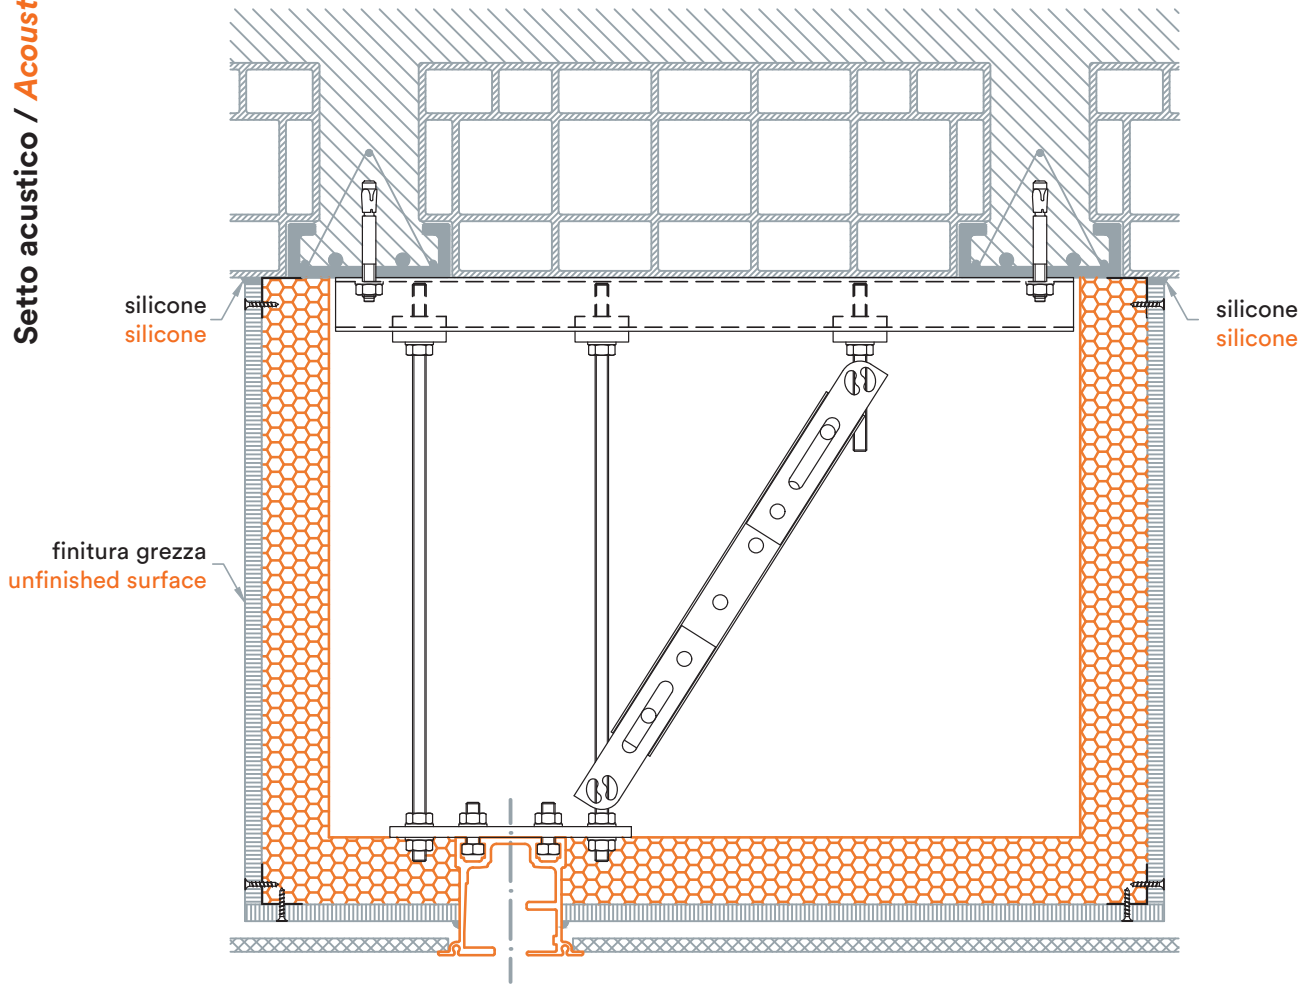 Setto acustico / Acoust
silicone
silicone
silicone
silicone
finitura grezza
unfinished surface